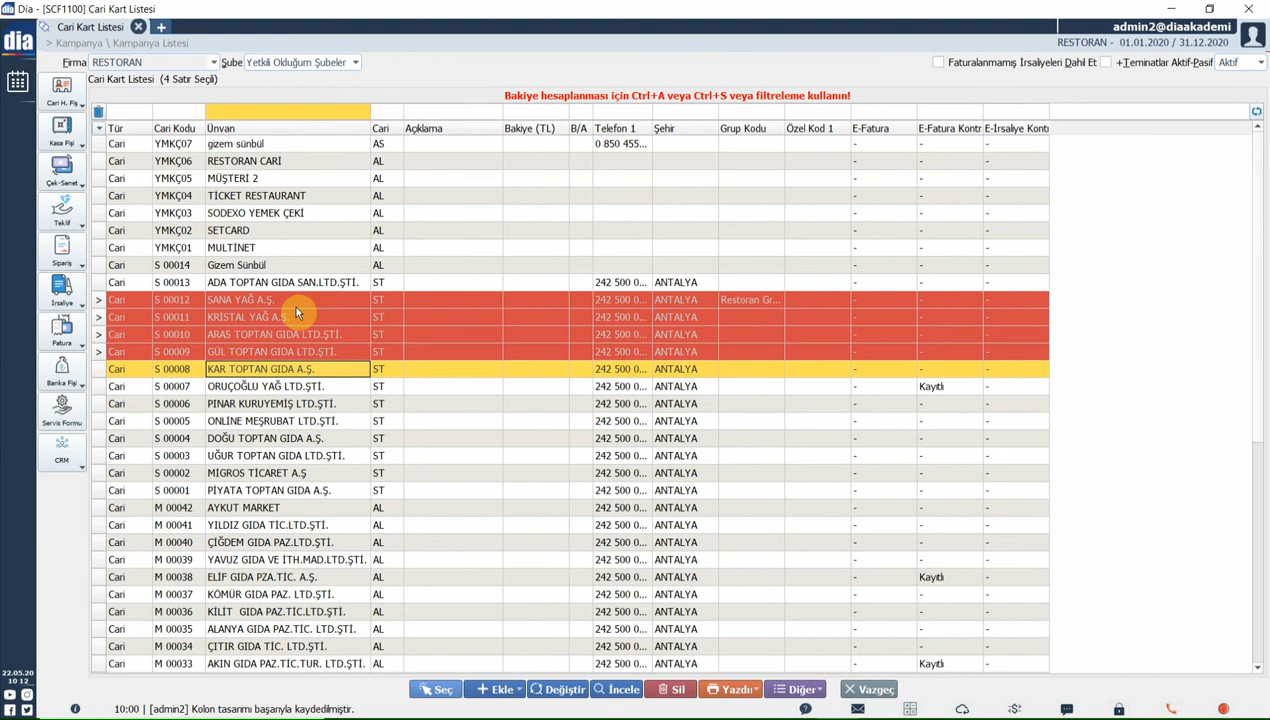 Dia - [SCF1100] Cari Kart Listesi
dia
Cari Kart Listesi
admin2@diaakademi
> Kampanya \ Kampanya Listesi
RESTORAN - 01.01.2020 / 31.12.2020
Firma RESTORAN Şube Yetkili Olduğum Şubeler Faturalanmamış İrsaliyeleri Dahil Et +Teminatlar Aktif-Pasif Aktif
Cari Kart Listesi (4 Satır Seçili)
Bakiye hesaplanması için Ctrl+A veya Ctrl+S veya filtreleme kullanın!
Tür Cari Kodu Ünvan Cari Açıklama Bakiye (TL) B/A Telefon 1 Şehir Grup Kodu Özel Kod 1 E-Fatura E-Fatura Kontr E-İrsaliye Kontr
Cari YMKÇ07 gizem sünbül AS 0 850 455... - - -
Cari YMKÇ06 RESTORAN CARİ AL - - -
Cari YMKÇ05 MÜŞTERİ 2 AL - - -
Cari YMKÇ04 TİCKET RESTAURANT AL - - -
Cari YMKÇ03 SODEXO YEMEK ÇEKİ AL - - -
Cari YMKÇ02 SETCARD AL - - -
Cari YMKÇ01 MULTİNET AL - - -
Cari S 00014 Gizem Sünbül AL - - -
Cari S 00013 ADA TOPTAN GIDA SAN.LTD.ŞTİ. ST 242 500 0... ANTALYA - - -
> Cari S 00012 SANA YAĞ A.Ş. ST 242 500 0... ANTALYA Restoran Gr... - - -
> Cari S 00011 KRİSTAL YAĞ A.Ş. ST 242 500 0... ANTALYA - - -
> Cari S 00010 ARAS TOPTAN GIDA LTD.ŞTİ. ST 242 500 0... ANTALYA - - -
> Cari S 00009 GÜL TOPTAN GIDA LTD.ŞTİ. ST 242 500 0... ANTALYA - - -
Cari S 00008 KAR TOPTAN GIDA A.Ş. ST 242 500 0... ANTALYA - - -
Cari S 00007 ORUÇOĞLU YAĞ LTD.ŞTİ. ST 242 500 0... ANTALYA - Kayıtlı -
Cari S 00006 PINAR KURUYEMİŞ LTD.ŞTİ. ST 242 500 0... ANTALYA - - -
Cari S 00005 ONLİNE MEŞRUBAT LTD.ŞTİ. ST 242 500 0... ANTALYA - - -
Cari S 00004 DOĞU TOPTAN GIDA A.Ş. ST 242 500 0... ANTALYA - - -
Cari S 00003 UĞUR TOPTAN GIDA LTD.ŞTİ. ST 242 500 0... ANTALYA - - -
Cari S 00002 MİGROS TİCARET A.Ş ST 242 500 0... ANTALYA - - -
Cari S 00001 PİYATA TOPTAN GIDA A.Ş. ST 242 500 0... ANTALYA - - -
Cari M 00042 AYKUT MARKET AL 242 500 0... ANTALYA - - -
Cari M 00041 YILDIZ GIDA TİC.LTD.ŞTİ. AL 242 500 0... ANTALYA - - -
Cari M 00040 ÇİĞDEM GIDA PAZ.LTD.ŞTİ. AL 242 500 0... ANTALYA - - -
Cari M 00039 YAVUZ GIDA VE İTH.MAD.LTD.ŞTİ. AL 242 500 0... ANTALYA - - -
Cari M 00038 ELİF GIDA PZA.TİC. A.Ş. AL 242 500 0... ANTALYA - Kayıtlı -
Cari M 00037 KÖMÜR GIDA PAZ. LTD.ŞTİ. AL 242 500 0... ANTALYA - - -
Cari M 00036 KİLİT GIDA PAZ.TİC.LTD.ŞTİ. AL 242 500 0... ANTALYA - - -
Cari M 00035 ALANYA GIDA PAZ.TİC. LTD.ŞTİ. AL 242 500 0... ANTALYA - - -
Cari M 00034 ÇITIR GIDA TİC. LTD.ŞTİ. AL 242 500 0... ANTALYA - - -
Cari M 00033 AKIN GIDA PAZ.TİC.TUR. LTD.ŞTİ. AL 242 500 0... ANTALYA - Kayıtlı -
Cari H. Fiş
Kasa Fişi
Çek-Senet
Teklif
Sipariş
İrsaliye
Fatura
Banka Fişi
Servis Formu
CRM
22.05.20
10 12
Seç + Ekle Değiştir İncele Sil Yazdır Diğer Vazgeç
10:00 | [admin2] Kolon tasarımı başarıyla kaydedilmiştir.